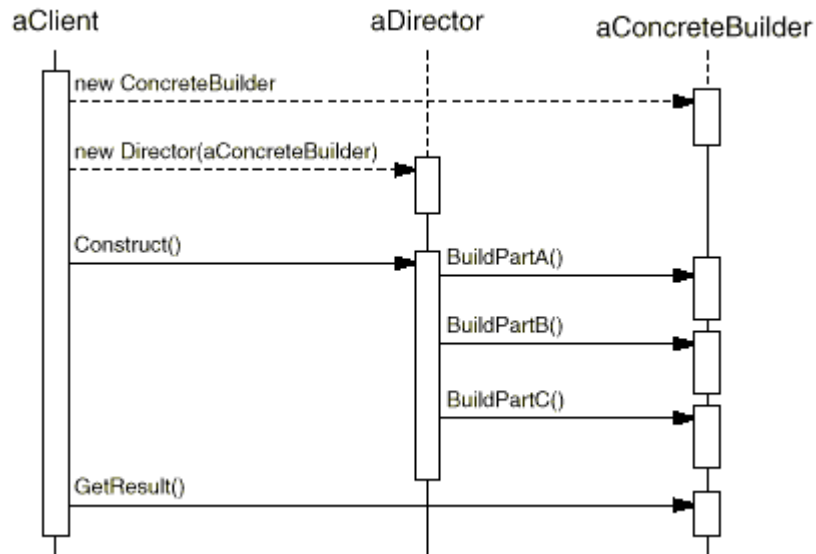 aClient
aDirector
aConcreteBuilder
new ConcreteBuilder
new Director(aConcreteBuilder)
Construct()
BuildPartA()
BuildPartB()
BuildPartC()
GetResult()